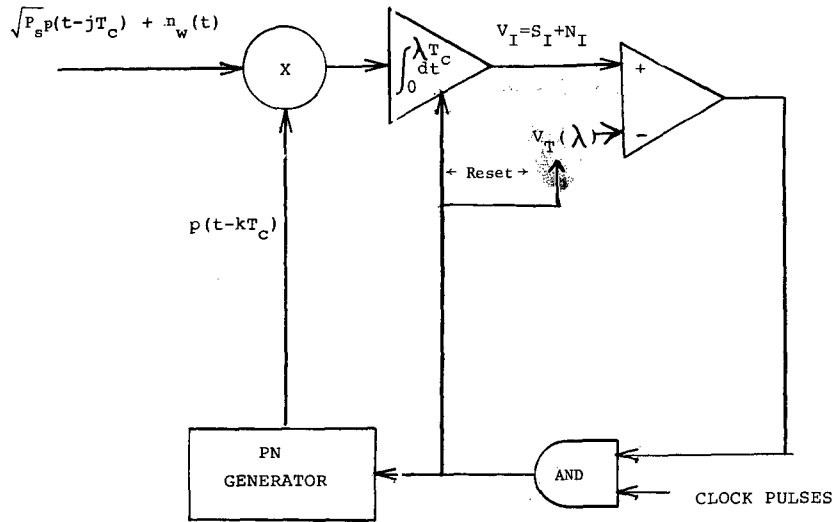 √P_s p(t-jT_c) + n_w(t)
X
∫_0^{λT_c} dt
V_I=S_I+N_I
+
V_T(λ)
-
← Reset →
p(t-kT_c)
PN
GENERATOR
AND
CLOCK PULSES